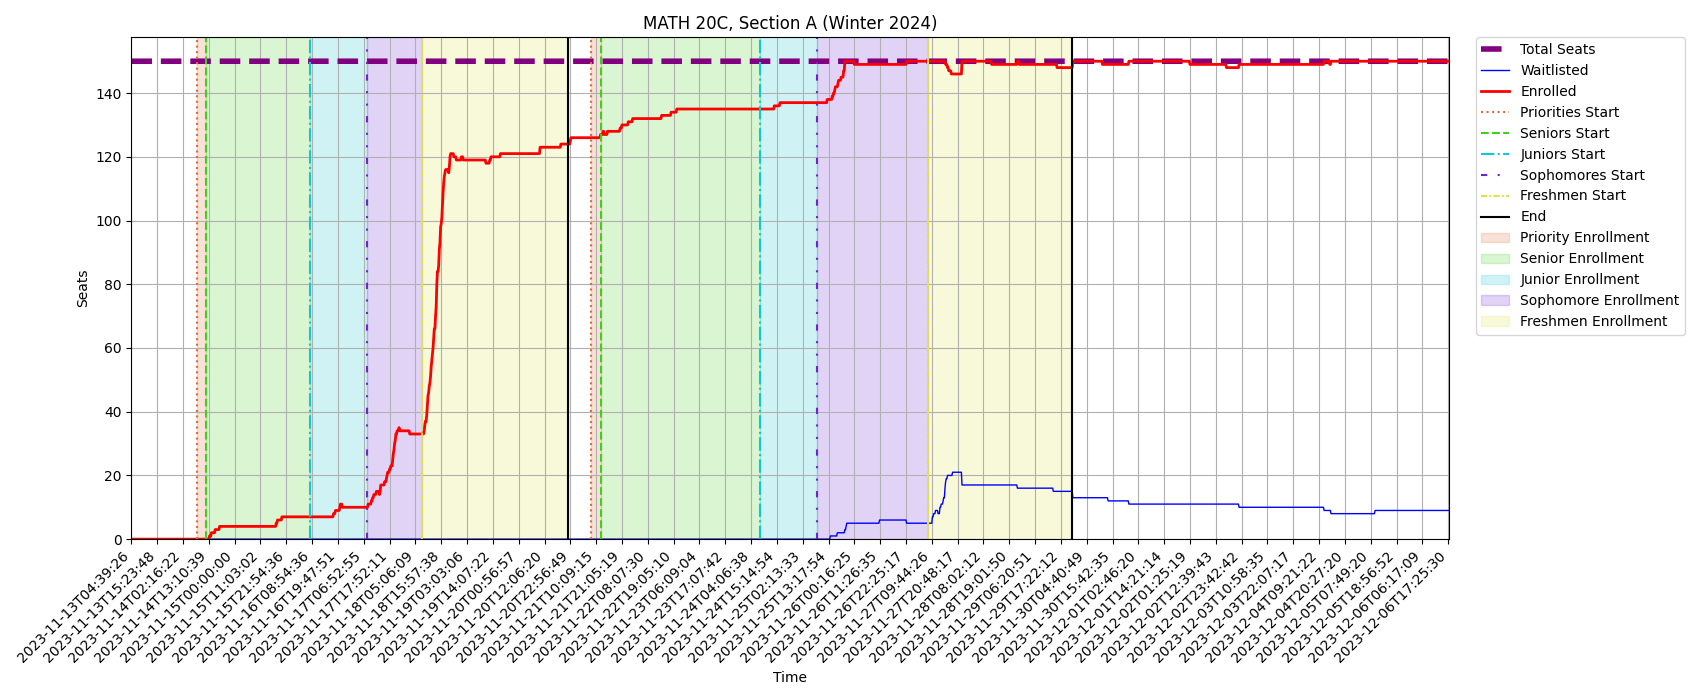 MATH 20C, Section A (Winter 2024)
Seats
140
120
100
80
60
40
20
0
2023-11-13T04:39:26
2023-11-13T15:23:48
2023-11-14T02:16:22
2023-11-14T13:10:39
2023-11-15T00:00:00
2023-11-15T11:03:02
2023-11-15T21:54:36
2023-11-16T08:54:36
2023-11-16T19:47:51
2023-11-17T06:52:55
2023-11-17T17:52:11
2023-11-18T05:06:09
2023-11-18T15:57:38
2023-11-19T03:03:06
2023-11-19T14:07:22
2023-11-20T00:56:57
2023-11-20T12:06:20
2023-11-20T22:56:49
2023-11-21T10:09:15
2023-11-21T21:05:19
2023-11-22T08:07:30
2023-11-22T19:05:10
2023-11-23T06:09:04
2023-11-23T17:07:42
2023-11-24T04:06:38
2023-11-24T15:14:54
2023-11-25T02:13:33
2023-11-25T13:17:54
2023-11-26T00:16:25
2023-11-26T11:26:35
2023-11-26T22:25:17
2023-11-27T09:44:26
2023-11-27T20:48:17
2023-11-28T08:02:12
2023-11-28T19:01:50
2023-11-29T06:20:51
2023-11-29T17:22:12
2023-11-30T04:40:49
2023-11-30T15:42:35
2023-12-01T02:46:20
2023-12-01T14:21:14
2023-12-02T01:25:19
2023-12-02T12:39:43
2023-12-02T23:42:42
2023-12-03T10:58:35
2023-12-03T22:07:17
2023-12-04T09:21:22
2023-12-04T20:27:20
2023-12-05T07:49:20
2023-12-05T18:56:52
2023-12-06T06:17:09
2023-12-06T17:25:30
Time
Total Seats
Waitlisted
Enrolled
Priorities Start
Seniors Start
Juniors Start
Sophomores Start
Freshmen Start
End
Priority Enrollment
Senior Enrollment
Junior Enrollment
Sophomore Enrollment
Freshmen Enrollment